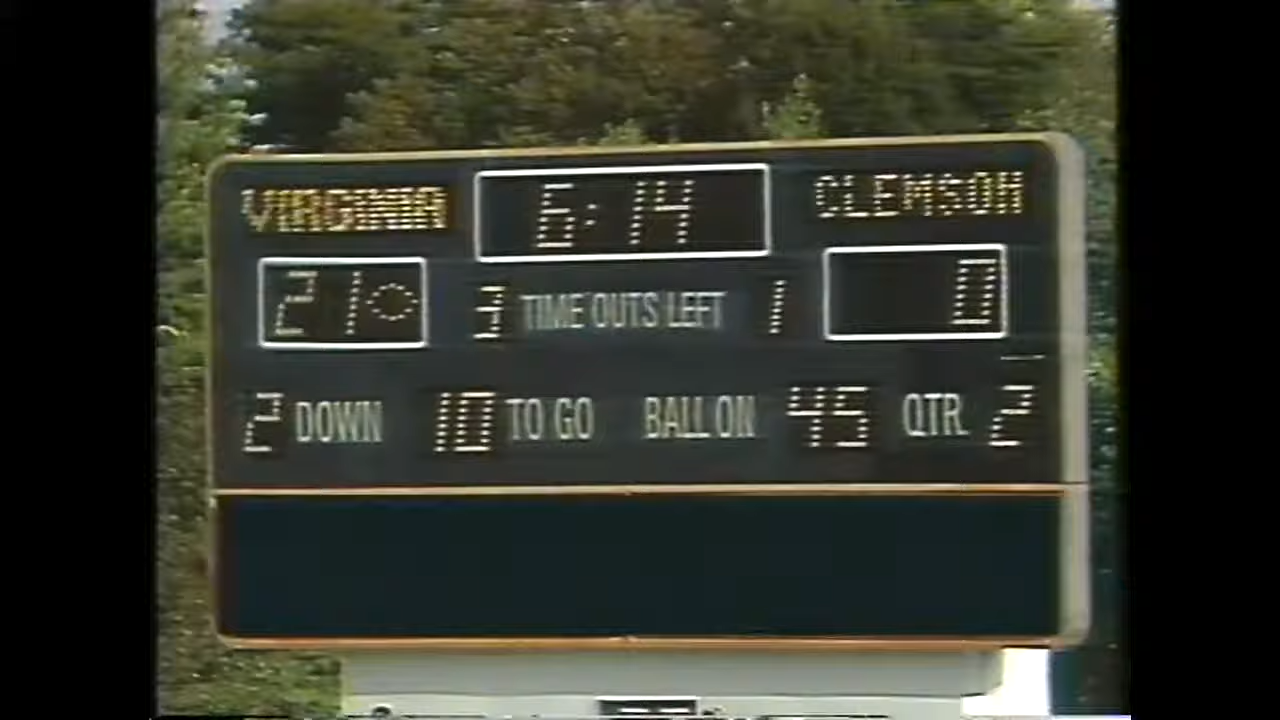 VIRGINIA 6:14 CLEMSON
21 3 TIME OUTS LEFT 1 0
2 DOWN 10 TO GO BALL ON 45 QTR 2